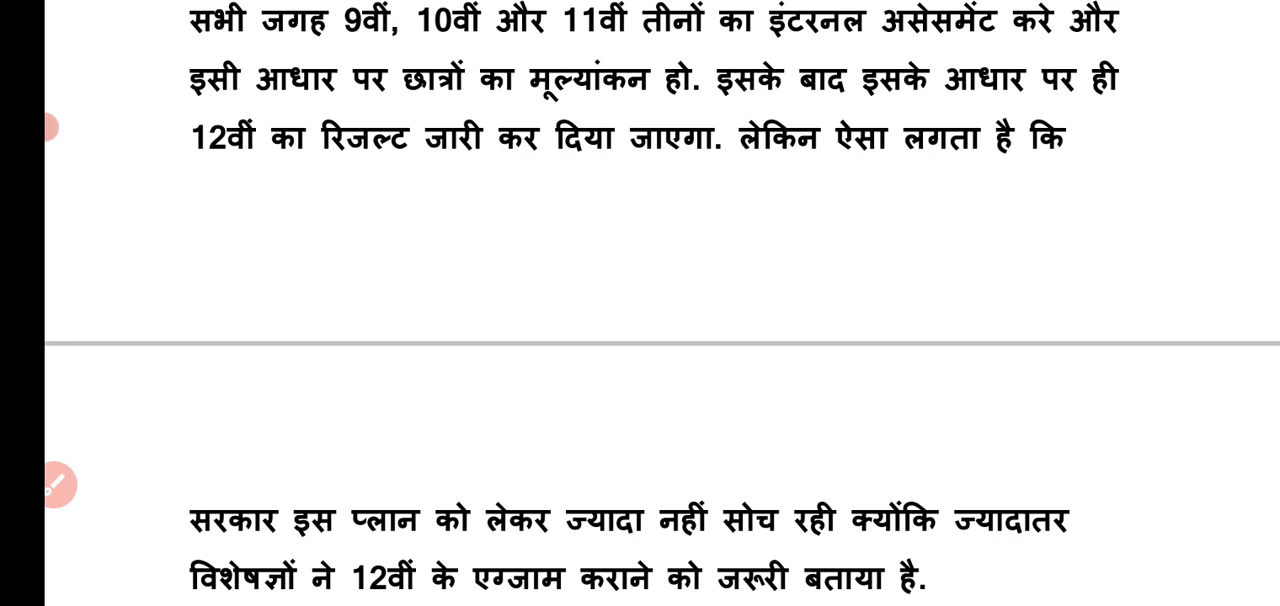 सभी जगह 9वीं, 10वीं और 11वीं तीनों का इंटरनल असेसमेंट करे और
इसी आधार पर छात्रों का मूल्यांकन हो. इसके बाद इसके आधार पर ही
12वीं का रिजल्ट जारी कर दिया जाएगा. लेकिन ऐसा लगता है कि
सरकार इस प्लान को लेकर ज्यादा नहीं सोच रही क्योंकि ज्यादातर
विशेषज्ञों ने 12वीं के एग्जाम कराने को जरूरी बताया है.